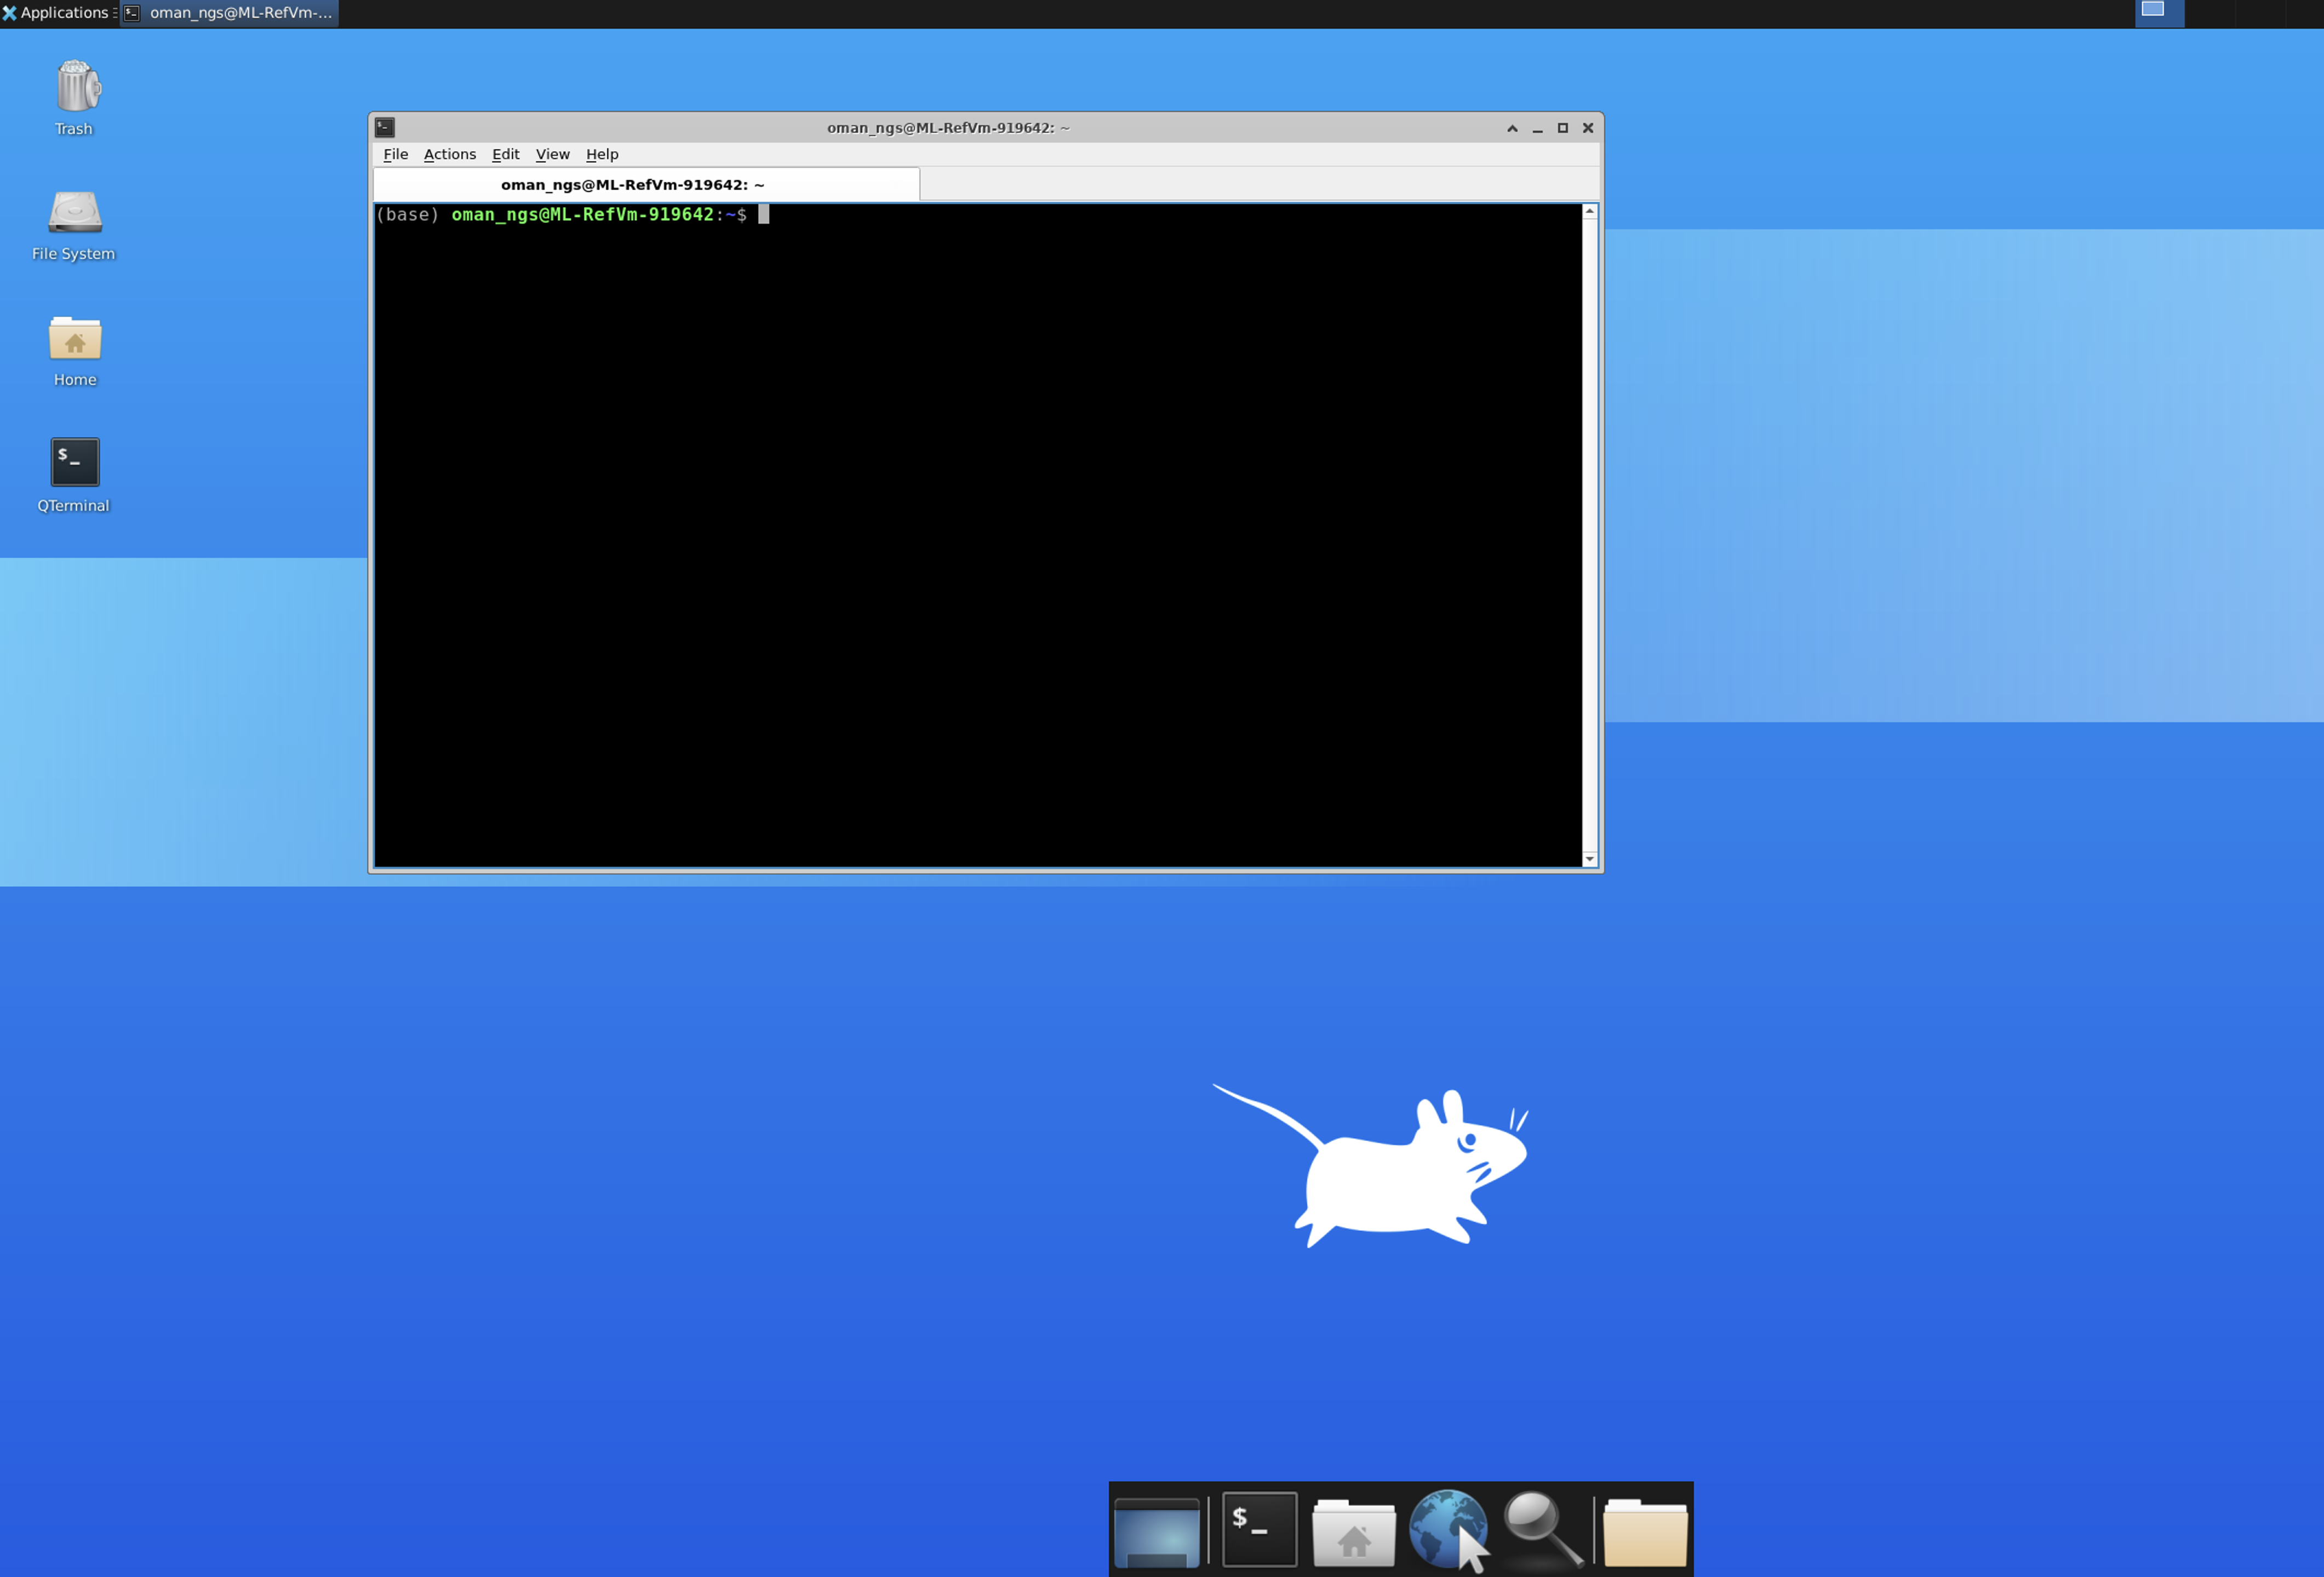 Applications
oman_ngs@ML-RefVm-...
Trash
File System
Home
$_
QTerminal
oman_ngs@ML-RefVm-919642: ~
File Actions Edit View Help
oman_ngs@ML-RefVm-919642: ~
(base) oman_ngs@ML-RefVm-919642:~$
$_